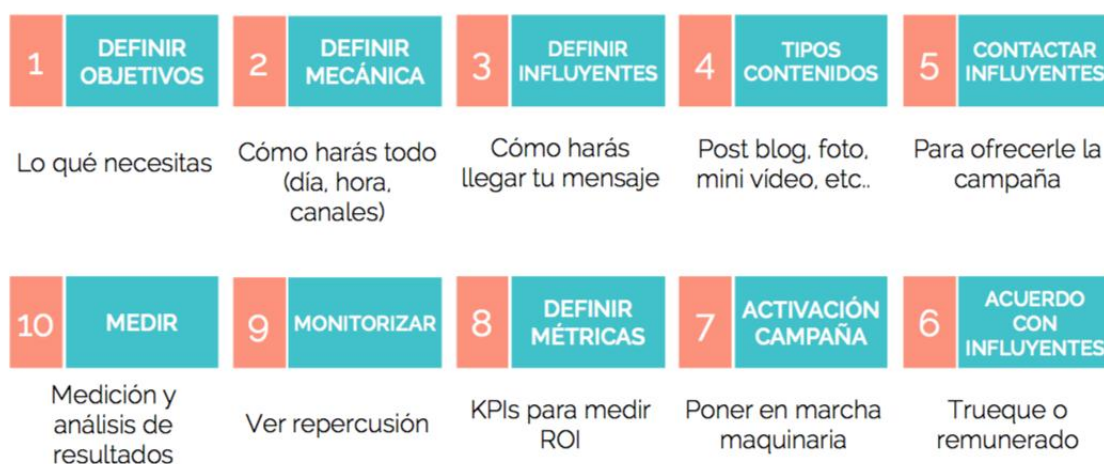 1
DEFINIR
OBJETIVOS
Lo qué necesitas
2
DEFINIR
MECÁNICA
Cómo harás todo
(día, hora,
canales)
3
DEFINIR
INFLUYENTES
Cómo harás
llegar tu mensaje
4
TIPOS
CONTENIDOS
Post blog, foto,
mini vídeo, etc..
5
CONTACTAR
INFLUYENTES
Para ofrecerle la
campaña
6
ACUERDO
CON
INFLUYENTES
Trueque o
remunerado
7
ACTIVACIÓN
CAMPAÑA
Poner en marcha
maquinaria
8
DEFINIR
MÉTRICAS
KPIs para medir
ROI
9
MONITORIZAR
Ver repercusión
10
MEDIR
Medición y
análisis de
resultados